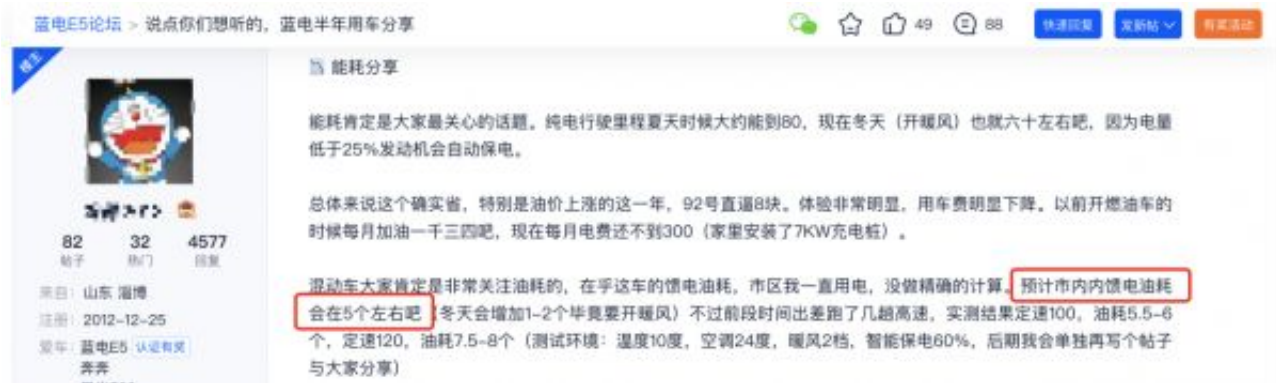 蓝电E5论坛 > 说点你们想听的，蓝电半年用车分享
49
88
快速回复
发新帖
有奖活动
楼主
能耗分享
能耗肯定是大家最关心的话题。纯电行驶里程夏天时候大约能到80，现在冬天（开暖风）也就六十左右吧，因为电量
低于25%发动机会自动保电。
总体来说这个确实省，特别是油价上涨的这一年，92号直逼8块。体验非常明显，用车费明显下降。以前开燃油车的
时候每月加油一千三四吧，现在每月电费还不到300（家里安装了7KW充电桩）。
82 32 4577
帖子 热门 回复
混动车大家肯定是非常关注油耗的，在乎这车的馈电油耗，市区我一直用电，没做精确的计算。预计市内内馈电油耗
会在5个左右吧（冬天会增加1-2个毕竟要开暖风）不过前段时间出差跑了几趟高速，实测结果定速100，油耗5.5-6
个，定速120，油耗7.5-8个（测试环境：温度10度，空调24度，暖风2档，智能保电60%，后期我会单独再写个帖子
与大家分享）
来自：山东 淄博
注册：2012-12-25
爱车：蓝电E5 认证有奖
奔奔